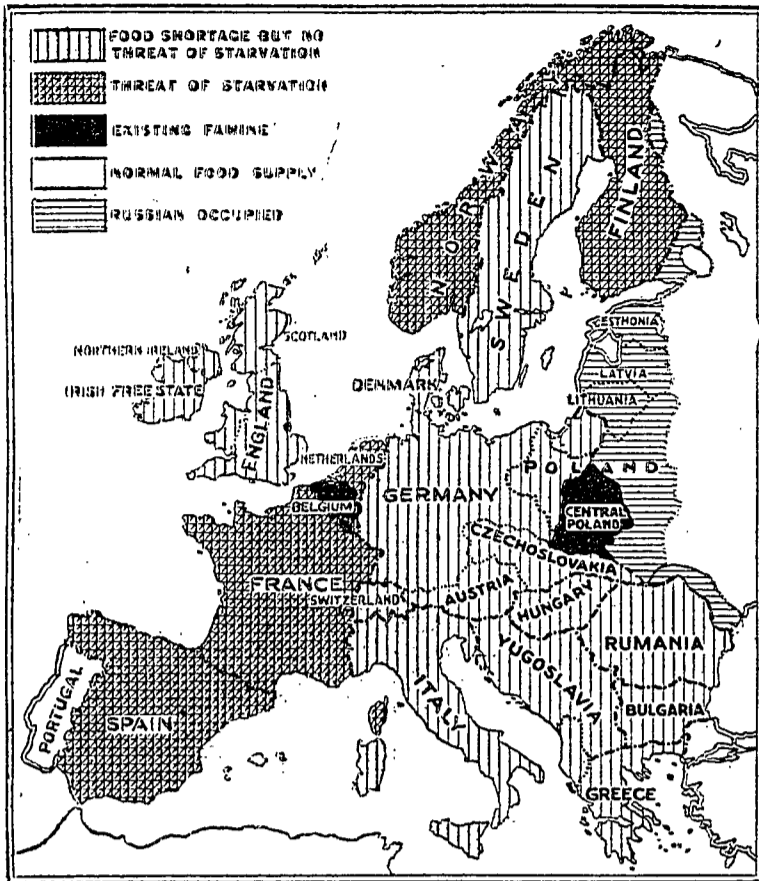 FOOD SHORTAGE BUT NO
THREAT OF STARVATION
THREAT OF STARVATION
EXISTING FAMINE
NORMAL FOOD SUPPLY
RUSSIAN OCCUPIED
NORWAY
SWEDEN
FINLAND
ESTHONIA
LATVIA
LITHUANIA
SCOTLAND
NORTHERN IRELAND
IRISH FREE STATE
ENGLAND
DENMARK
NETHERLANDS
BELGIUM
GERMANY
POLAND
CENTRAL
POLAND
CZECHOSLOVAKIA
FRANCE
SWITZERLAND
AUSTRIA
HUNGARY
RUMANIA
YUGOSLAVIA
ITALY
BULGARIA
PORTUGAL
SPAIN
GREECE